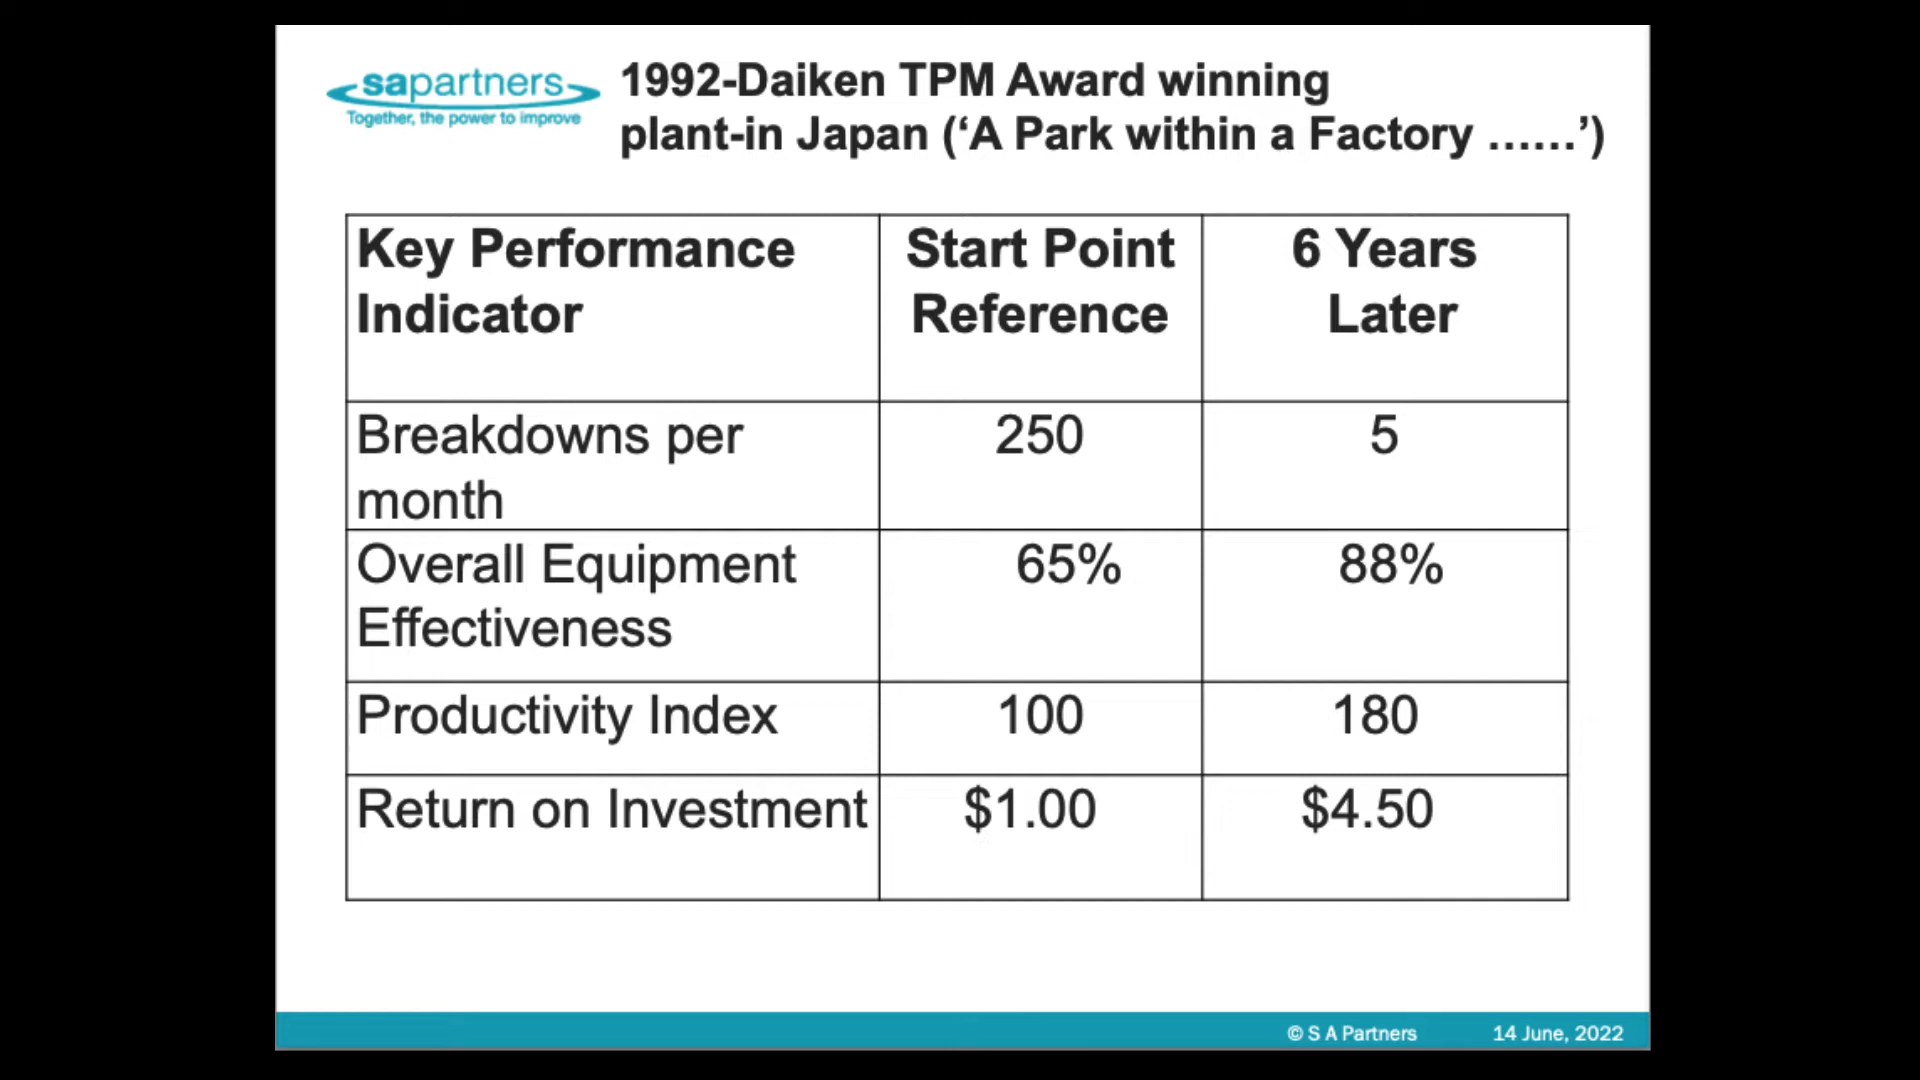 sapartners
Together, the power to improve
1992-Daiken TPM Award winning
plant-in Japan (‘A Park within a Factory ……’)
Key Performance
Indicator
Start Point
Reference
6 Years
Later
Breakdowns per
month
250
5
Overall Equipment
Effectiveness
65%
88%
Productivity Index
100
180
Return on Investment
$1.00
$4.50
© S A Partners
14 June, 2022